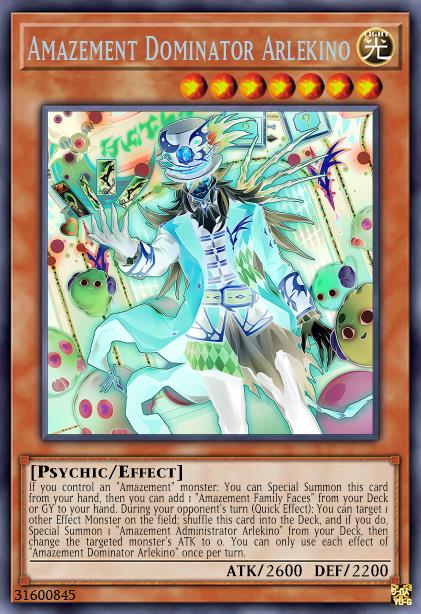 AMAZEMENT DOMINATOR ARLEKINO
LIGHT
光
[PSYCHIC/EFFECT]
If you control an "Amazement" monster: You can Special Summon this card
from your hand, then you can add 1 "Amazement Family Faces" from your Deck
or GY to your hand. During your opponent's turn (Quick Effect): You can target 1
other Effect Monster on the field; shuffle this card into the Deck, and if you do,
Special Summon 1 "Amazement Administrator Arlekino" from your Deck, then
change the targeted monster's ATK to 0. You can only use each effect of
"Amazement Dominator Arlekino" once per turn.
ATK/2600 DEF/2200
31600845